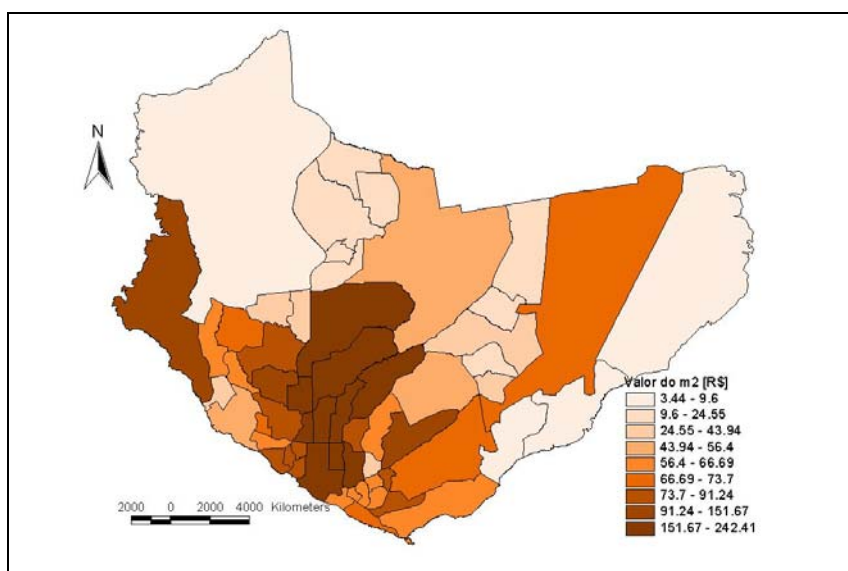 N
Valor do m2 [R$]
3.44 - 9.6
9.6 - 24.55
24.55 - 43.94
43.94 - 56.4
56.4 - 66.69
66.69 - 73.7
73.7 - 91.24
91.24 - 151.67
151.67 - 242.41
2000 0 2000 4000 Kilometers